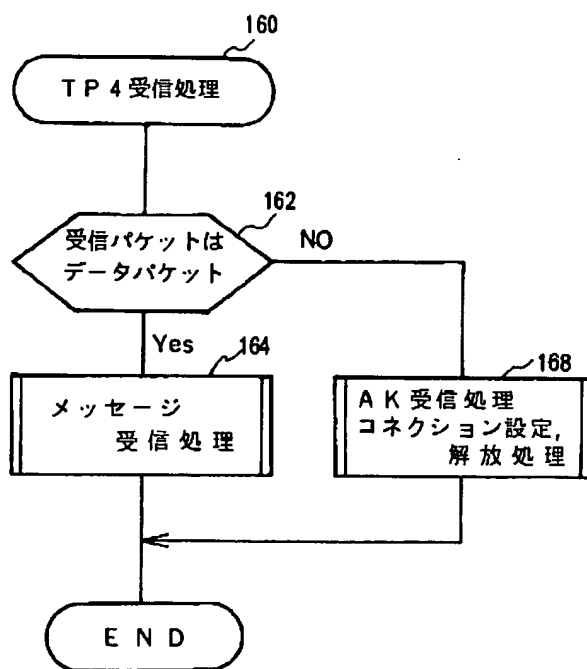 160
TP4受信処理
162
受信パケットは
データパケット
NO
Yes
164
メッセージ
受信処理
168
AK受信処理
コネクション設定,
解放処理
END